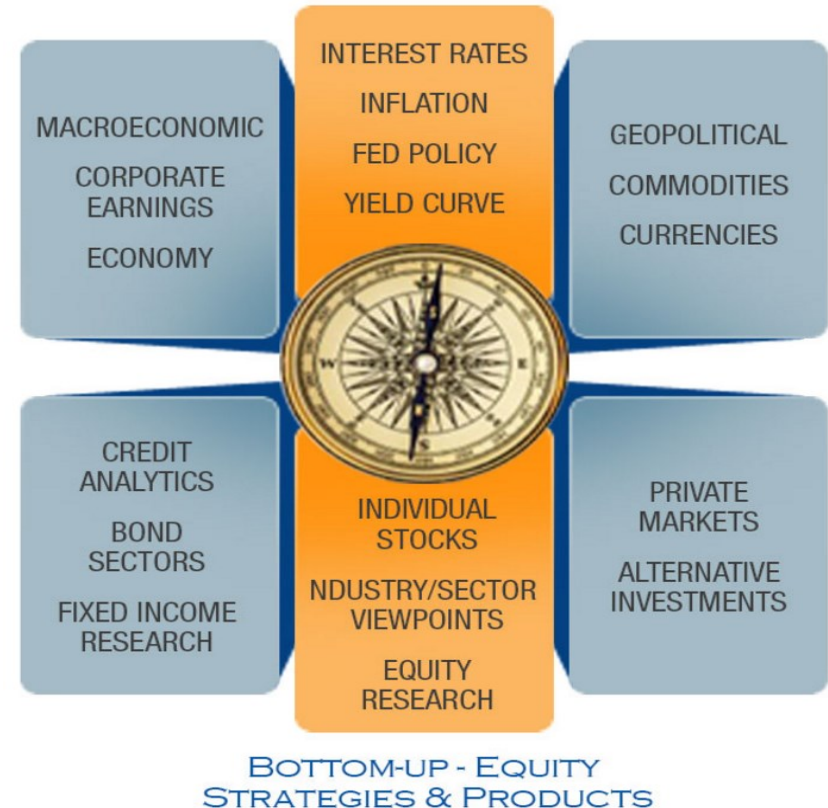 MACROECONOMIC
CORPORATE
EARNINGS
ECONOMY
INTEREST RATES
INFLATION
FED POLICY
YIELD CURVE
GEOPOLITICAL
COMMODITIES
CURRENCIES
W
E
S
CREDIT
ANALYTICS
BOND
SECTORS
FIXED INCOME
RESEARCH
INDIVIDUAL
STOCKS
NDUSTRY/SECTOR
VIEWPOINTS
EQUITY
RESEARCH
PRIVATE
MARKETS
ALTERNATIVE
INVESTMENTS
BOTTOM-UP - EQUITY
STRATEGIES & PRODUCTS